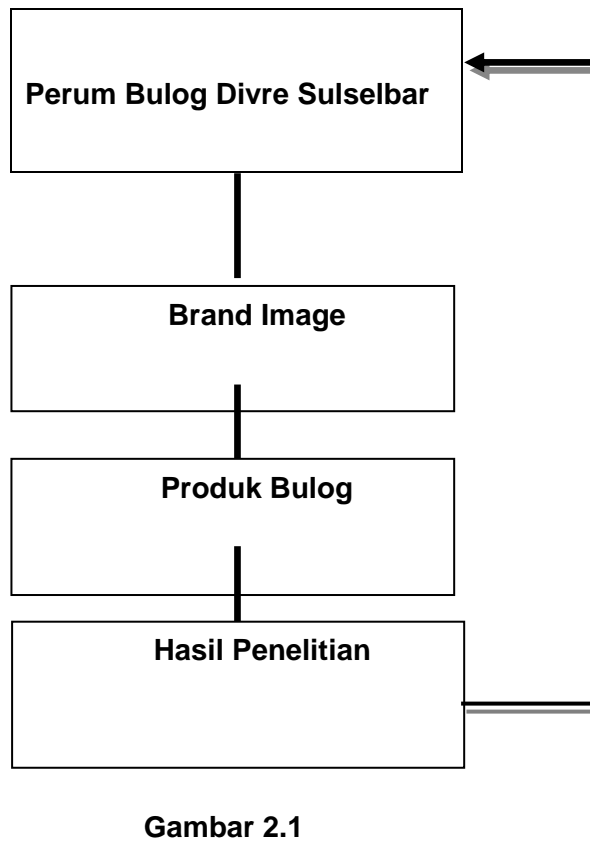 Perum Bulog Divre Sulselbar
Brand Image
Produk Bulog
Hasil Penelitian
Gambar 2.1